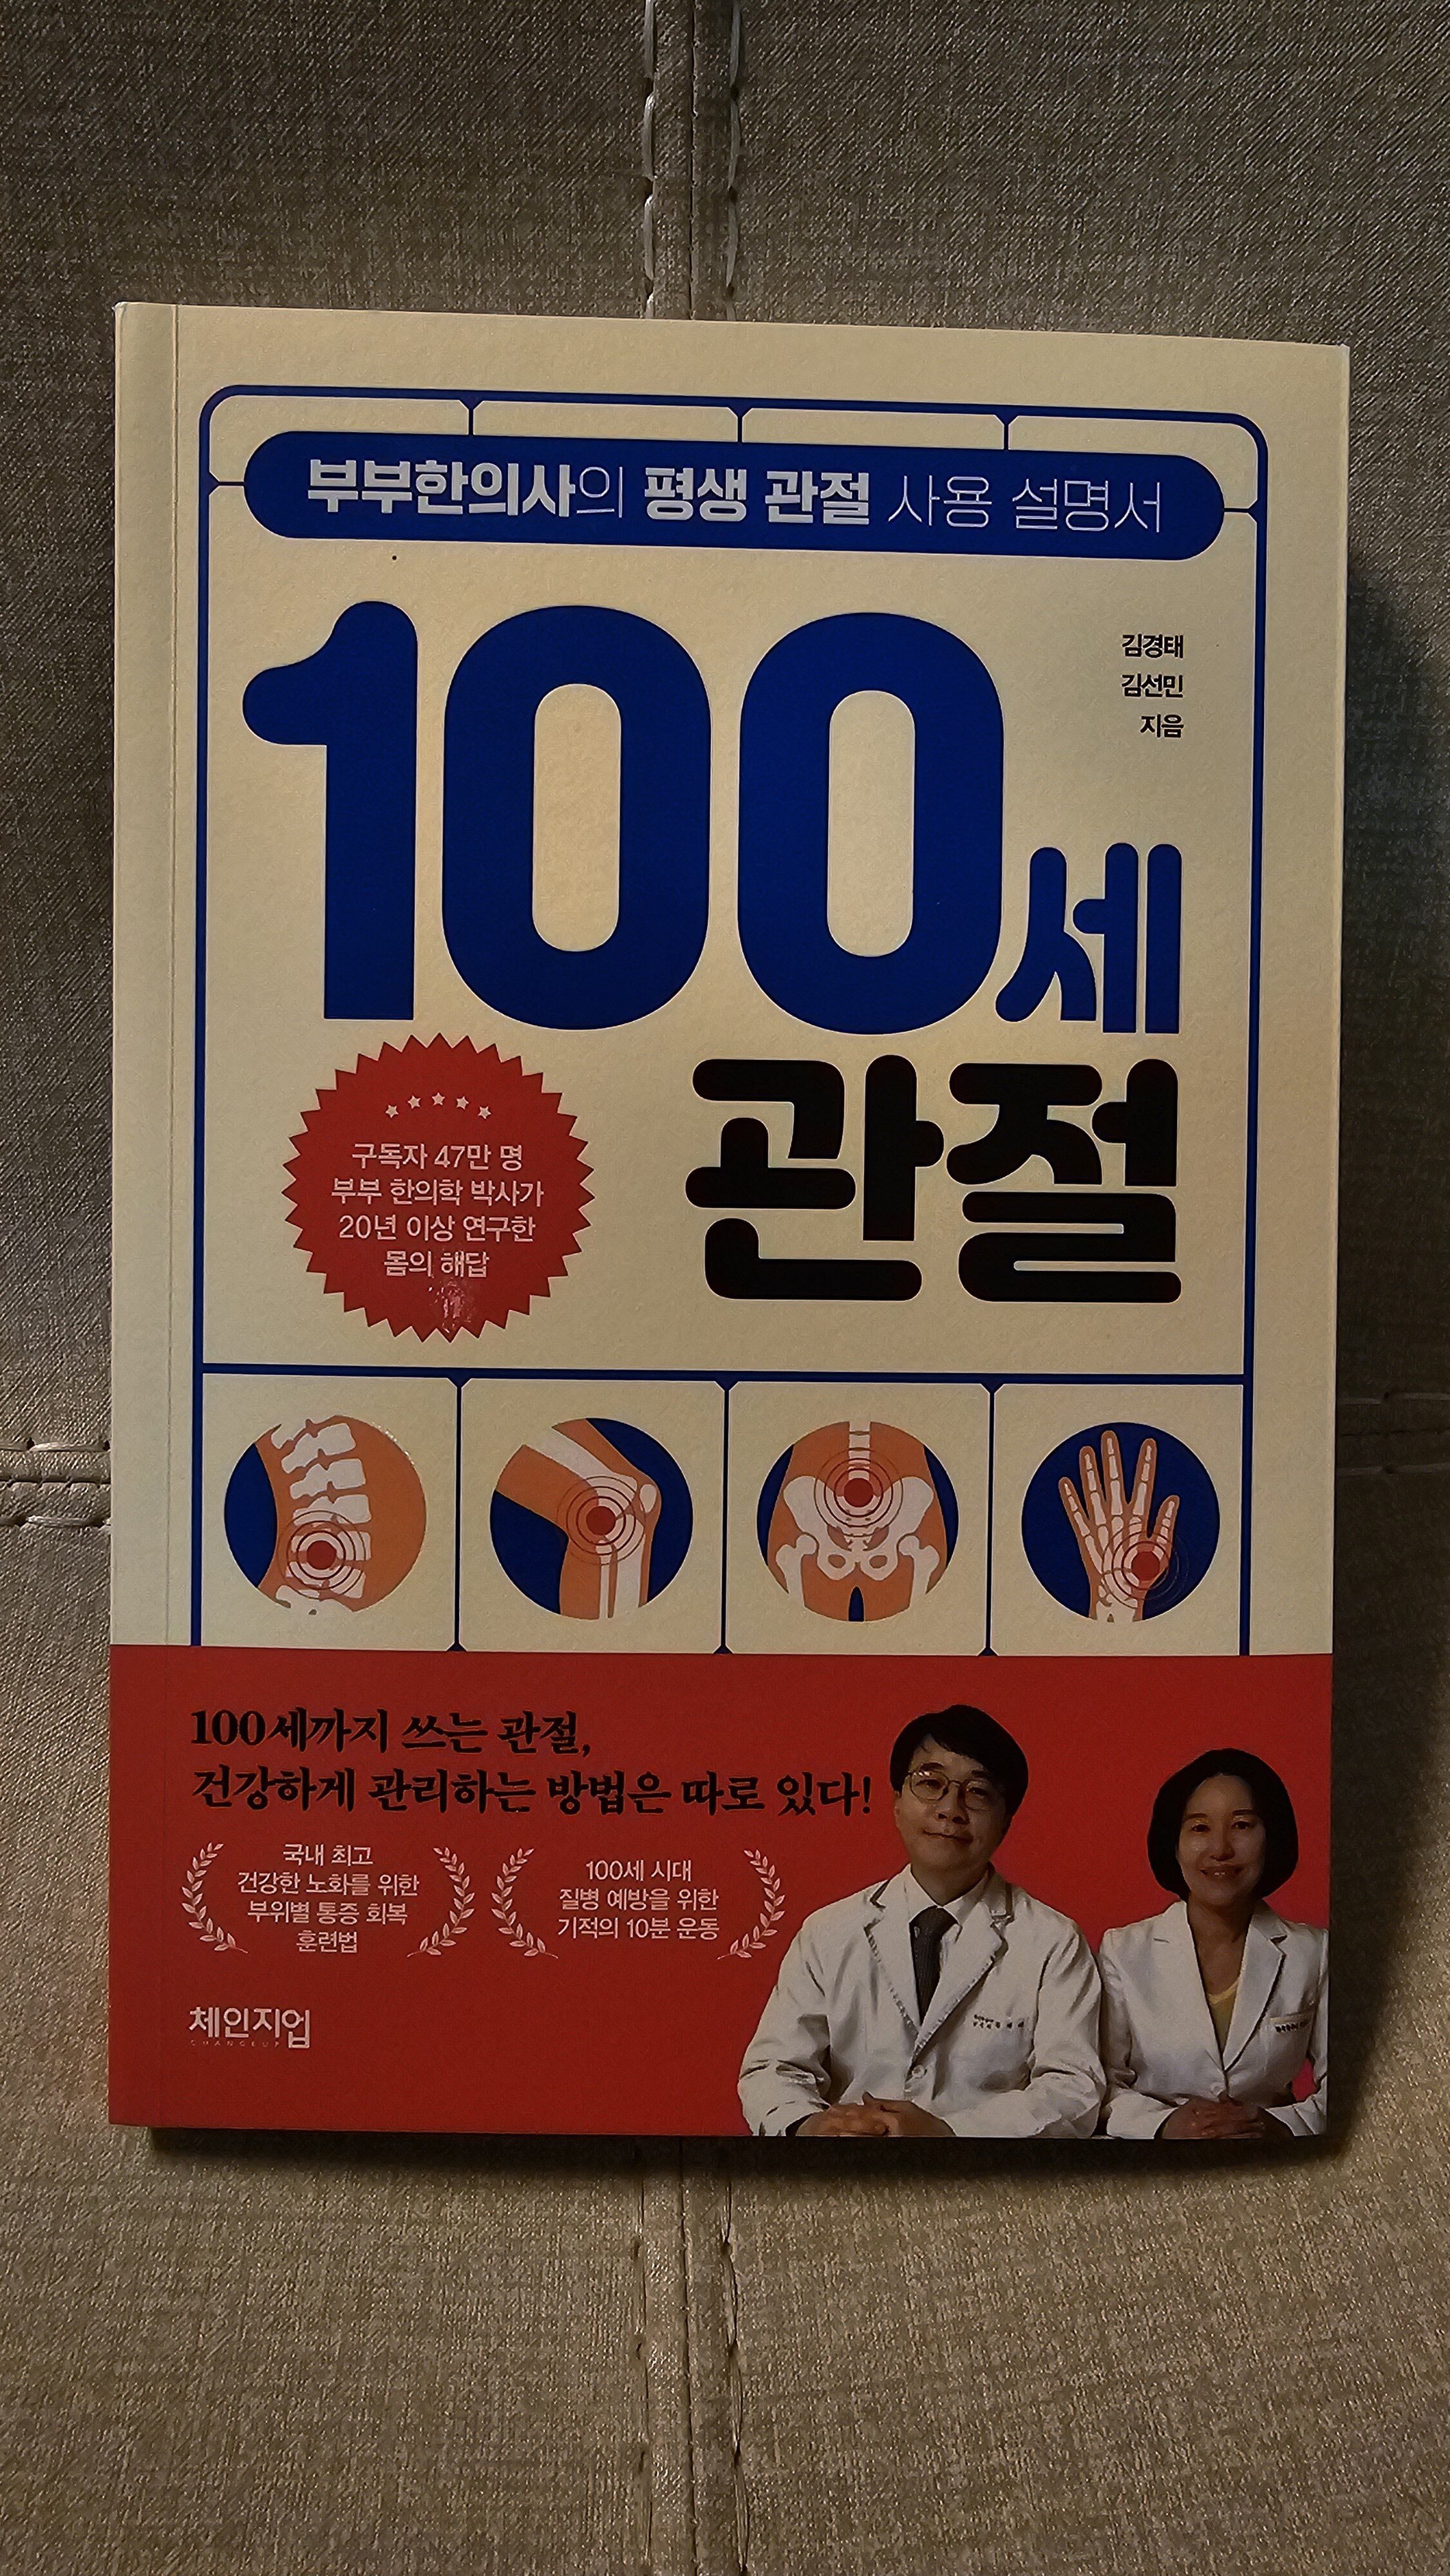 부부한의사의 평생 관절 사용 설명서
100세
관절
김경태
김선민
지음
구독자 47만 명
부부 한의학 박사가
20년 이상 연구한
몸의 해답
100세까지 쓰는 관절,
건강하게 관리하는 방법은 따로 있다!
국내 최고
건강한 노화를 위한
부위별 통증 회복
훈련법
100세 시대
질병 예방을 위한
기적의 10분 운동
체인지업
CHANGEUP